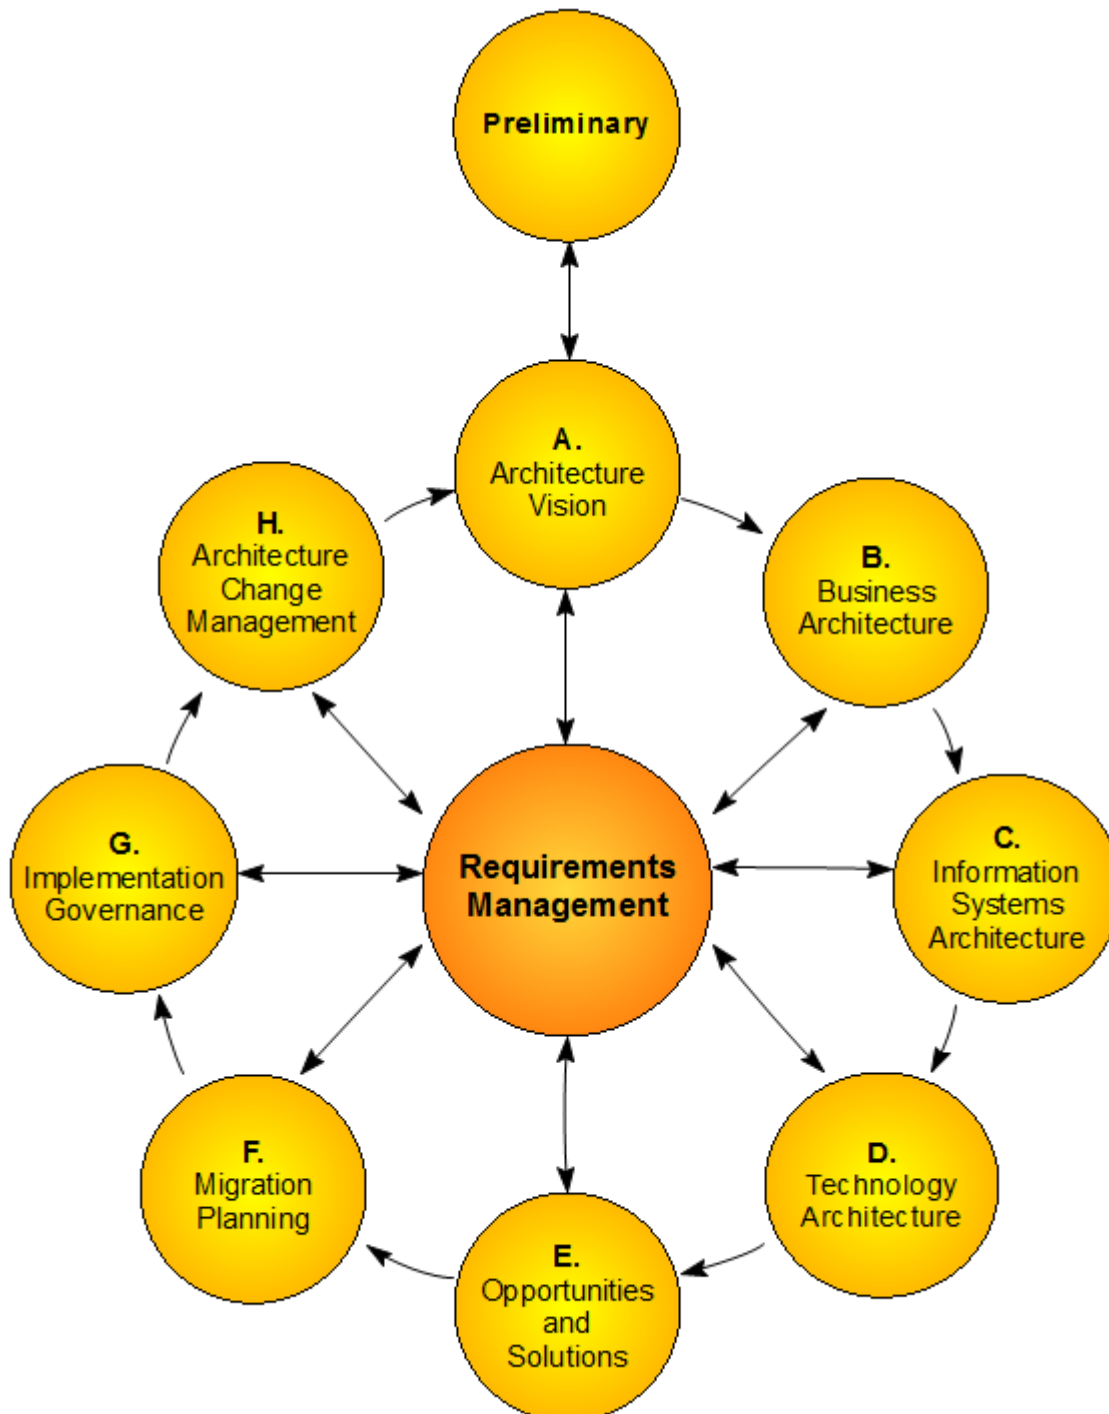 Preliminary
A.
Architecture
Vision
B.
Business
Architecture
C.
Information
Systems
Architecture
D.
Technology
Architecture
E.
Opportunities
and
Solutions
F.
Migration
Planning
G.
Implementation
Governance
H.
Architecture
Change
Management
Requirements
Management